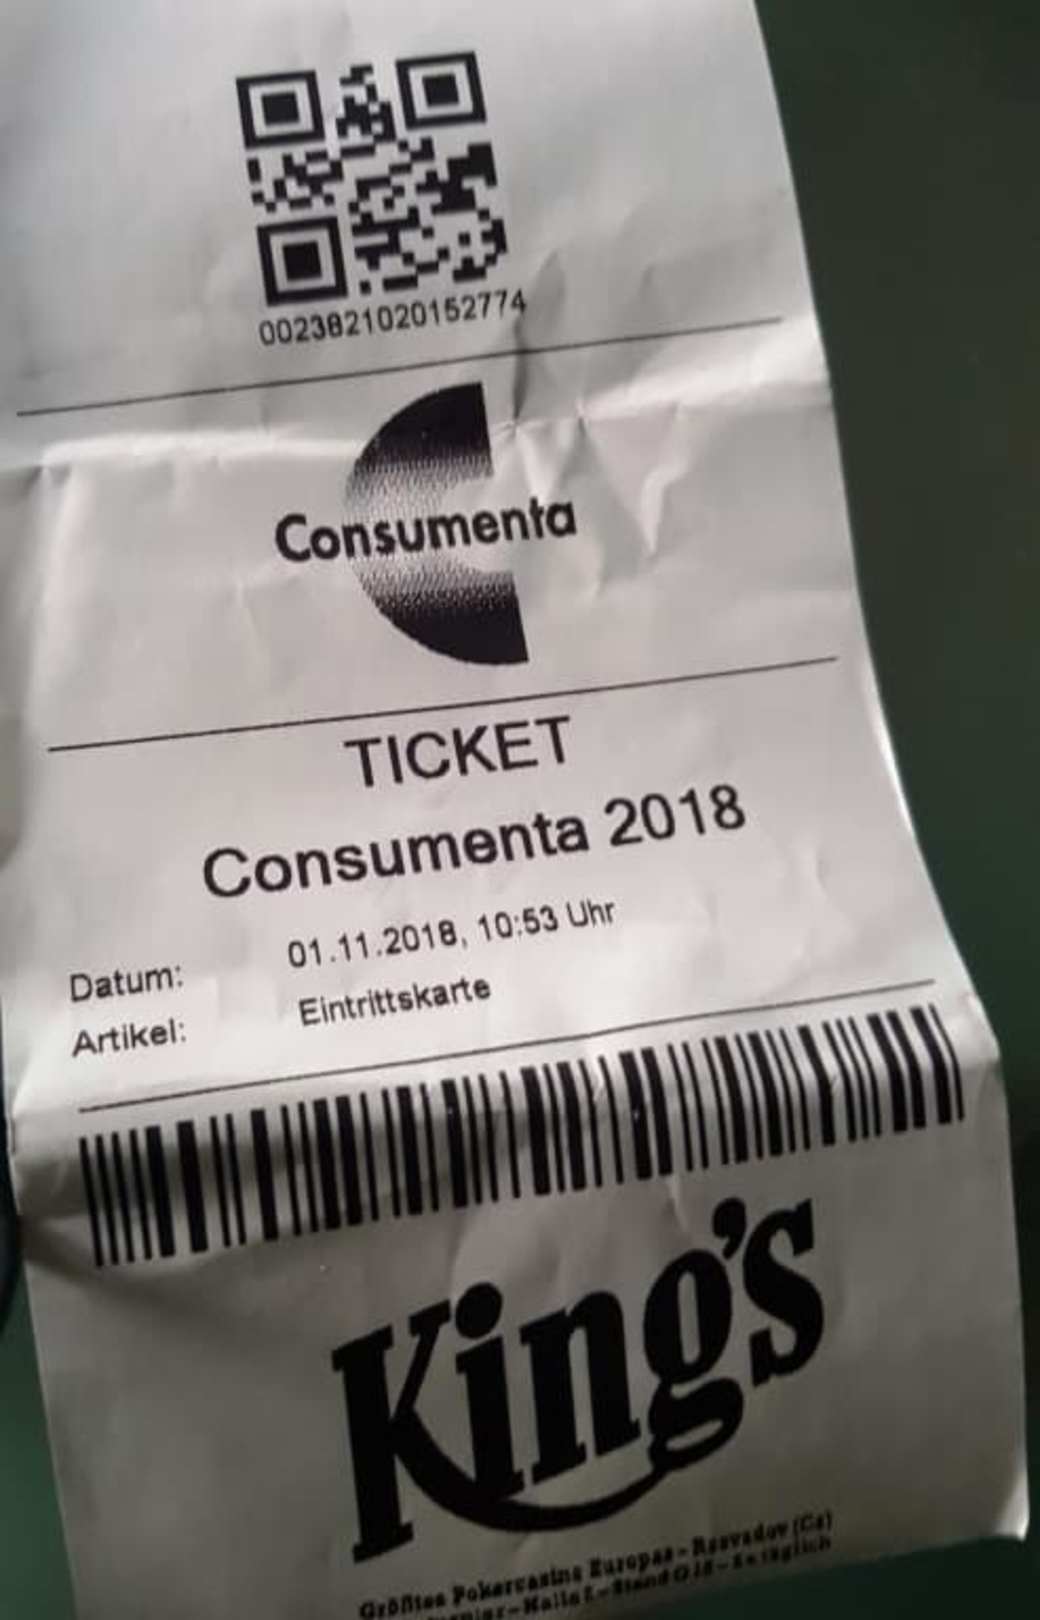 0023821020152774
Consumenta
TICKET
Consumenta 2018
Datum: 01.11.2018, 10:53 Uhr
Artikel: Eintrittskarte
King's
Größtes Pokercasino Europas - Rozvadov (Cz)